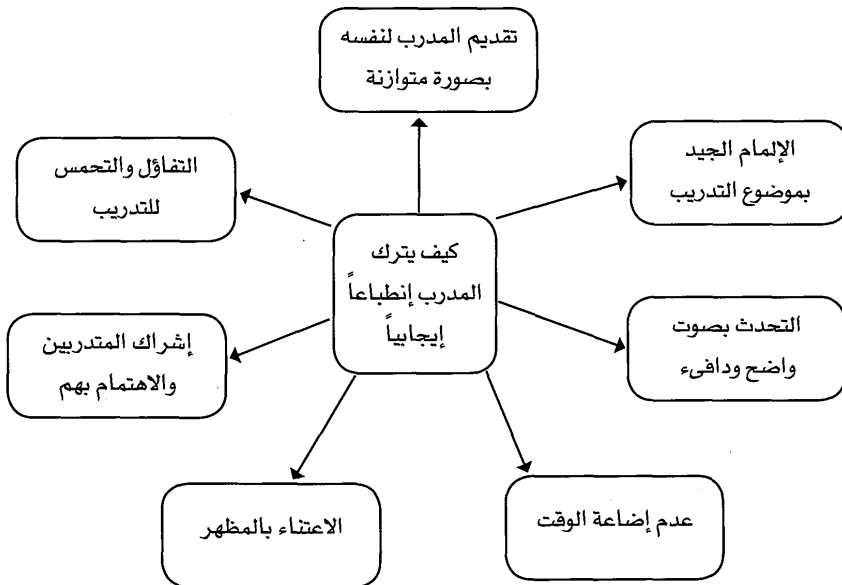 تقديم المدرب لنفسه
بصورة متوازنة
الإلمام الجيد
بموضوع التدريب
التفاؤل والتحمس
للتدريب
كيف يترك
المدرب إنطباعاً
إيجابياً
التحدث بصوت
واضح ودافىء
إشراك المتدربين
والاهتمام بهم
عدم إضاعة الوقت
الاعتناء بالمظهر